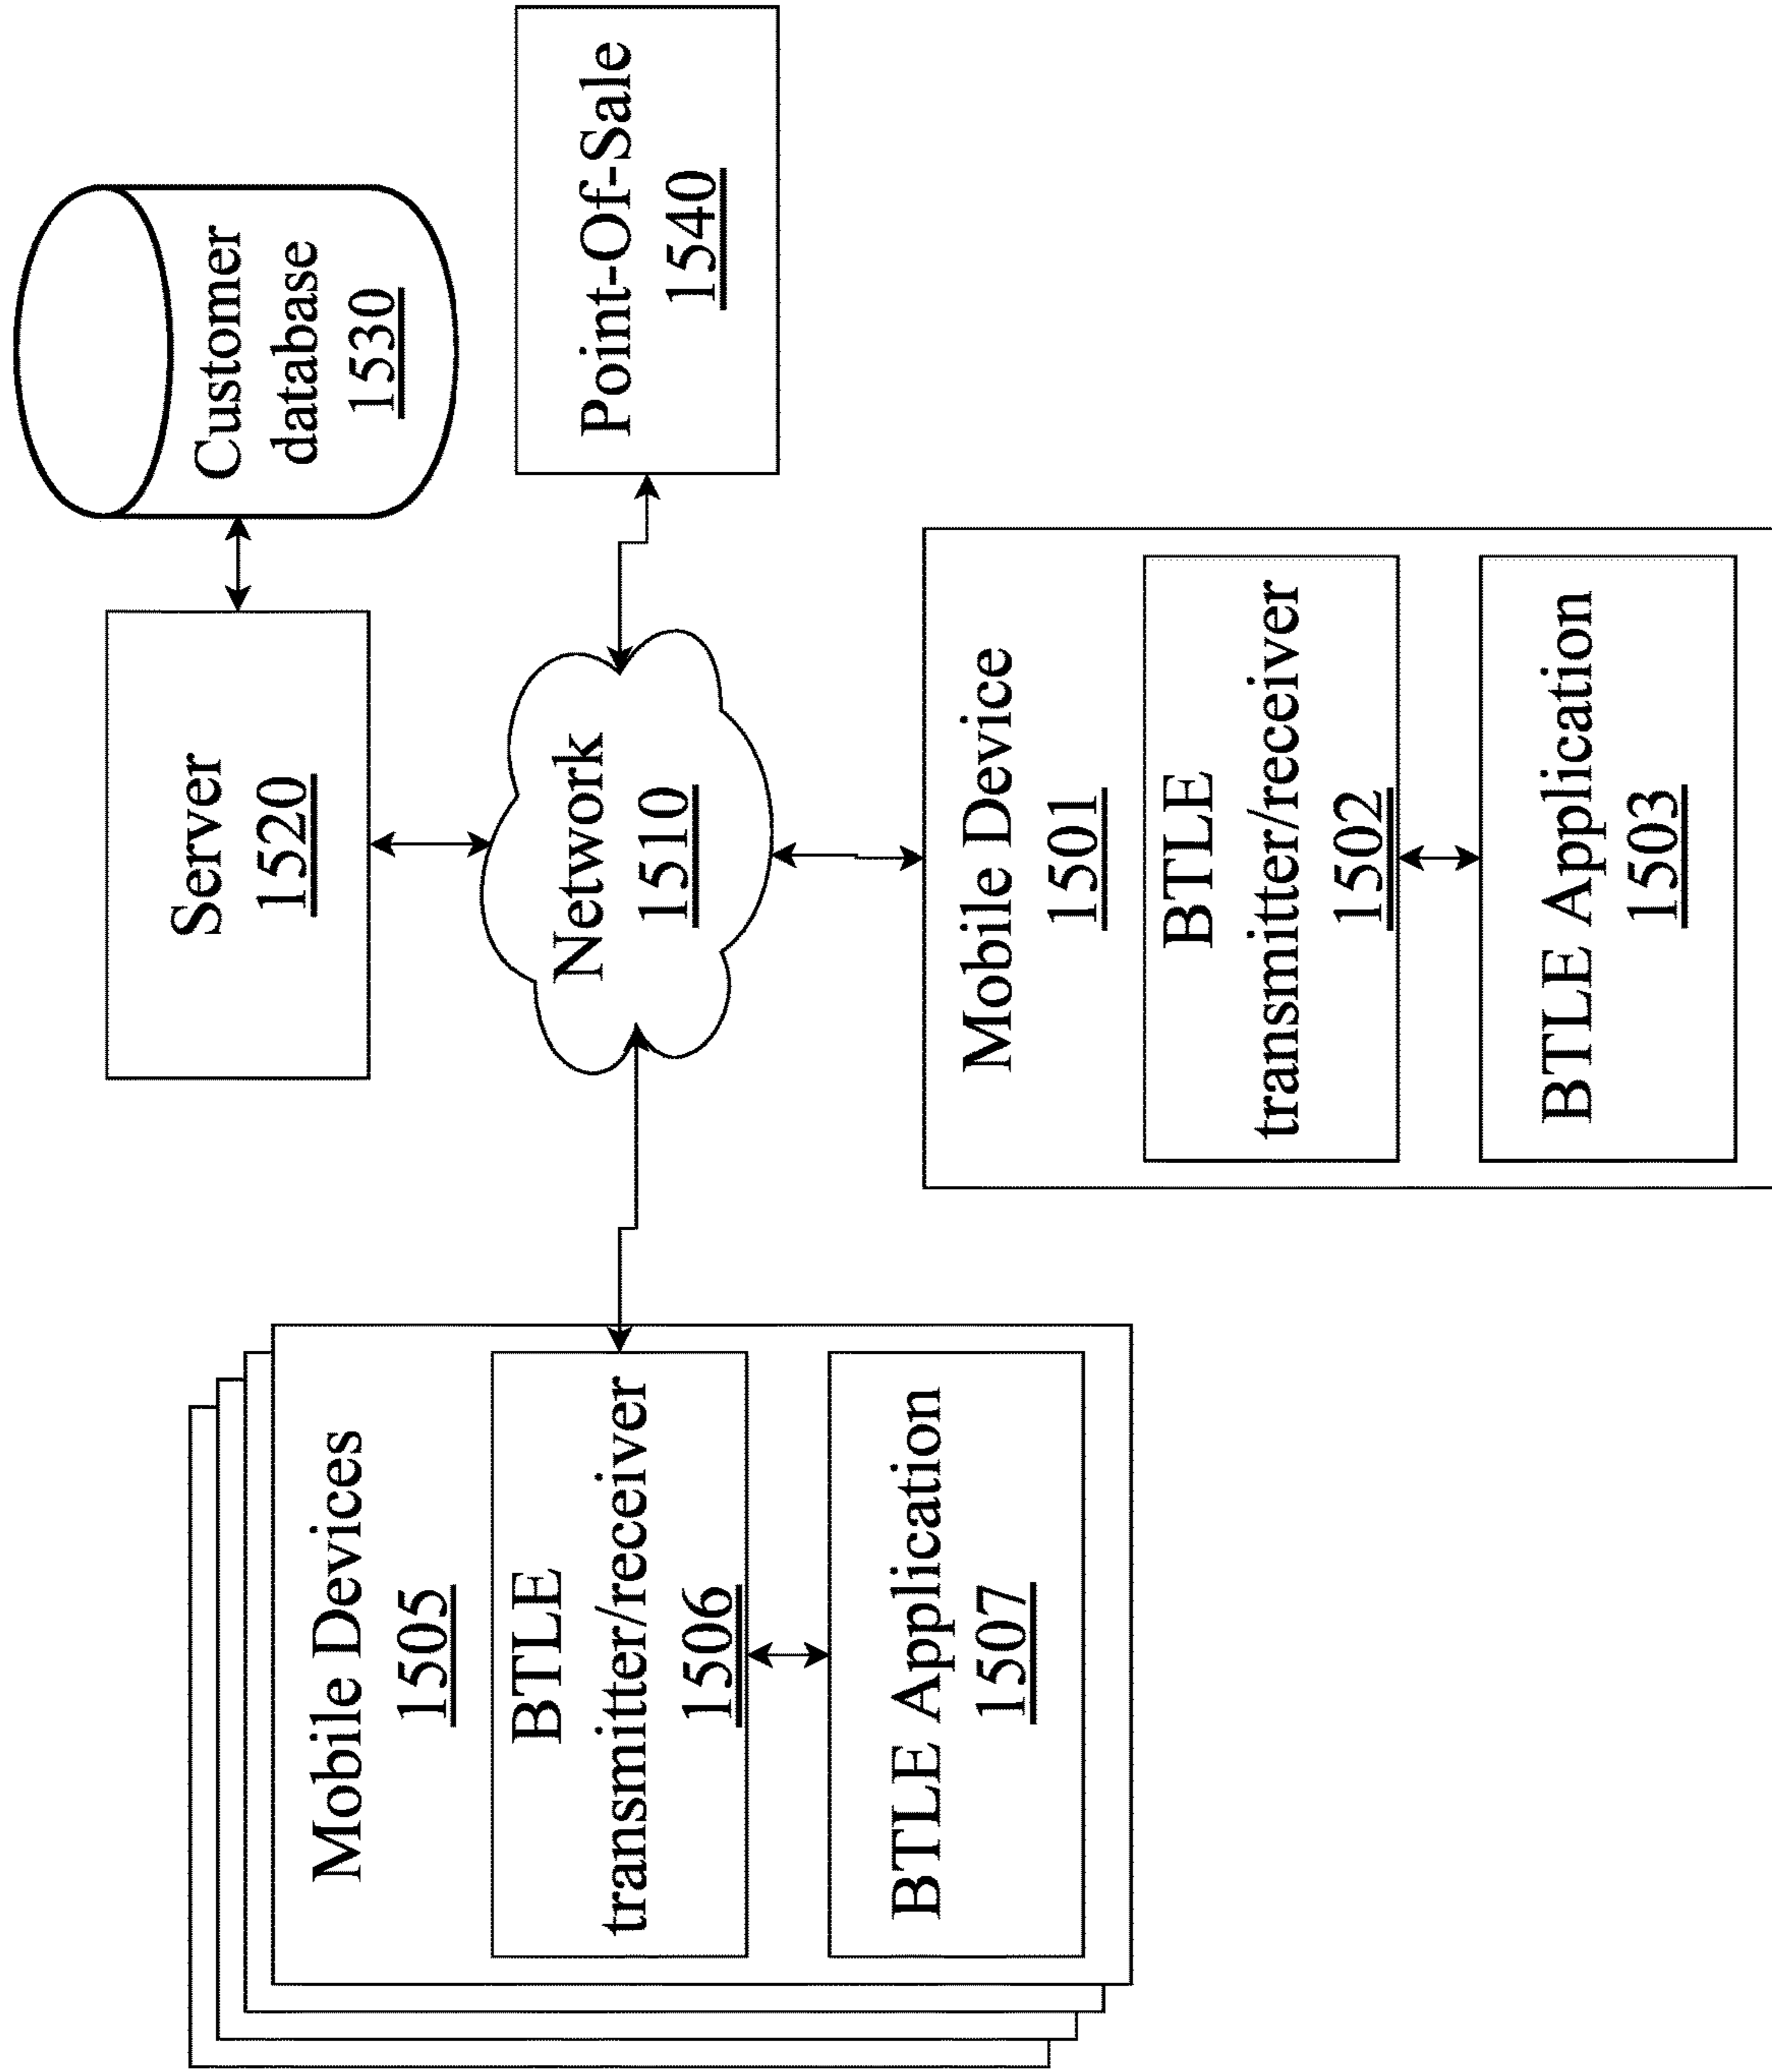 Server
1520
Customer
database
1530
Mobile Devices
1505
BTLE
transmitter/receiver
1506
BTLE Application
1507
Network
1510
Point-Of-Sale
1540
Mobile Device
1501
BTLE
transmitter/receiver
1502
BTLE Application
1503